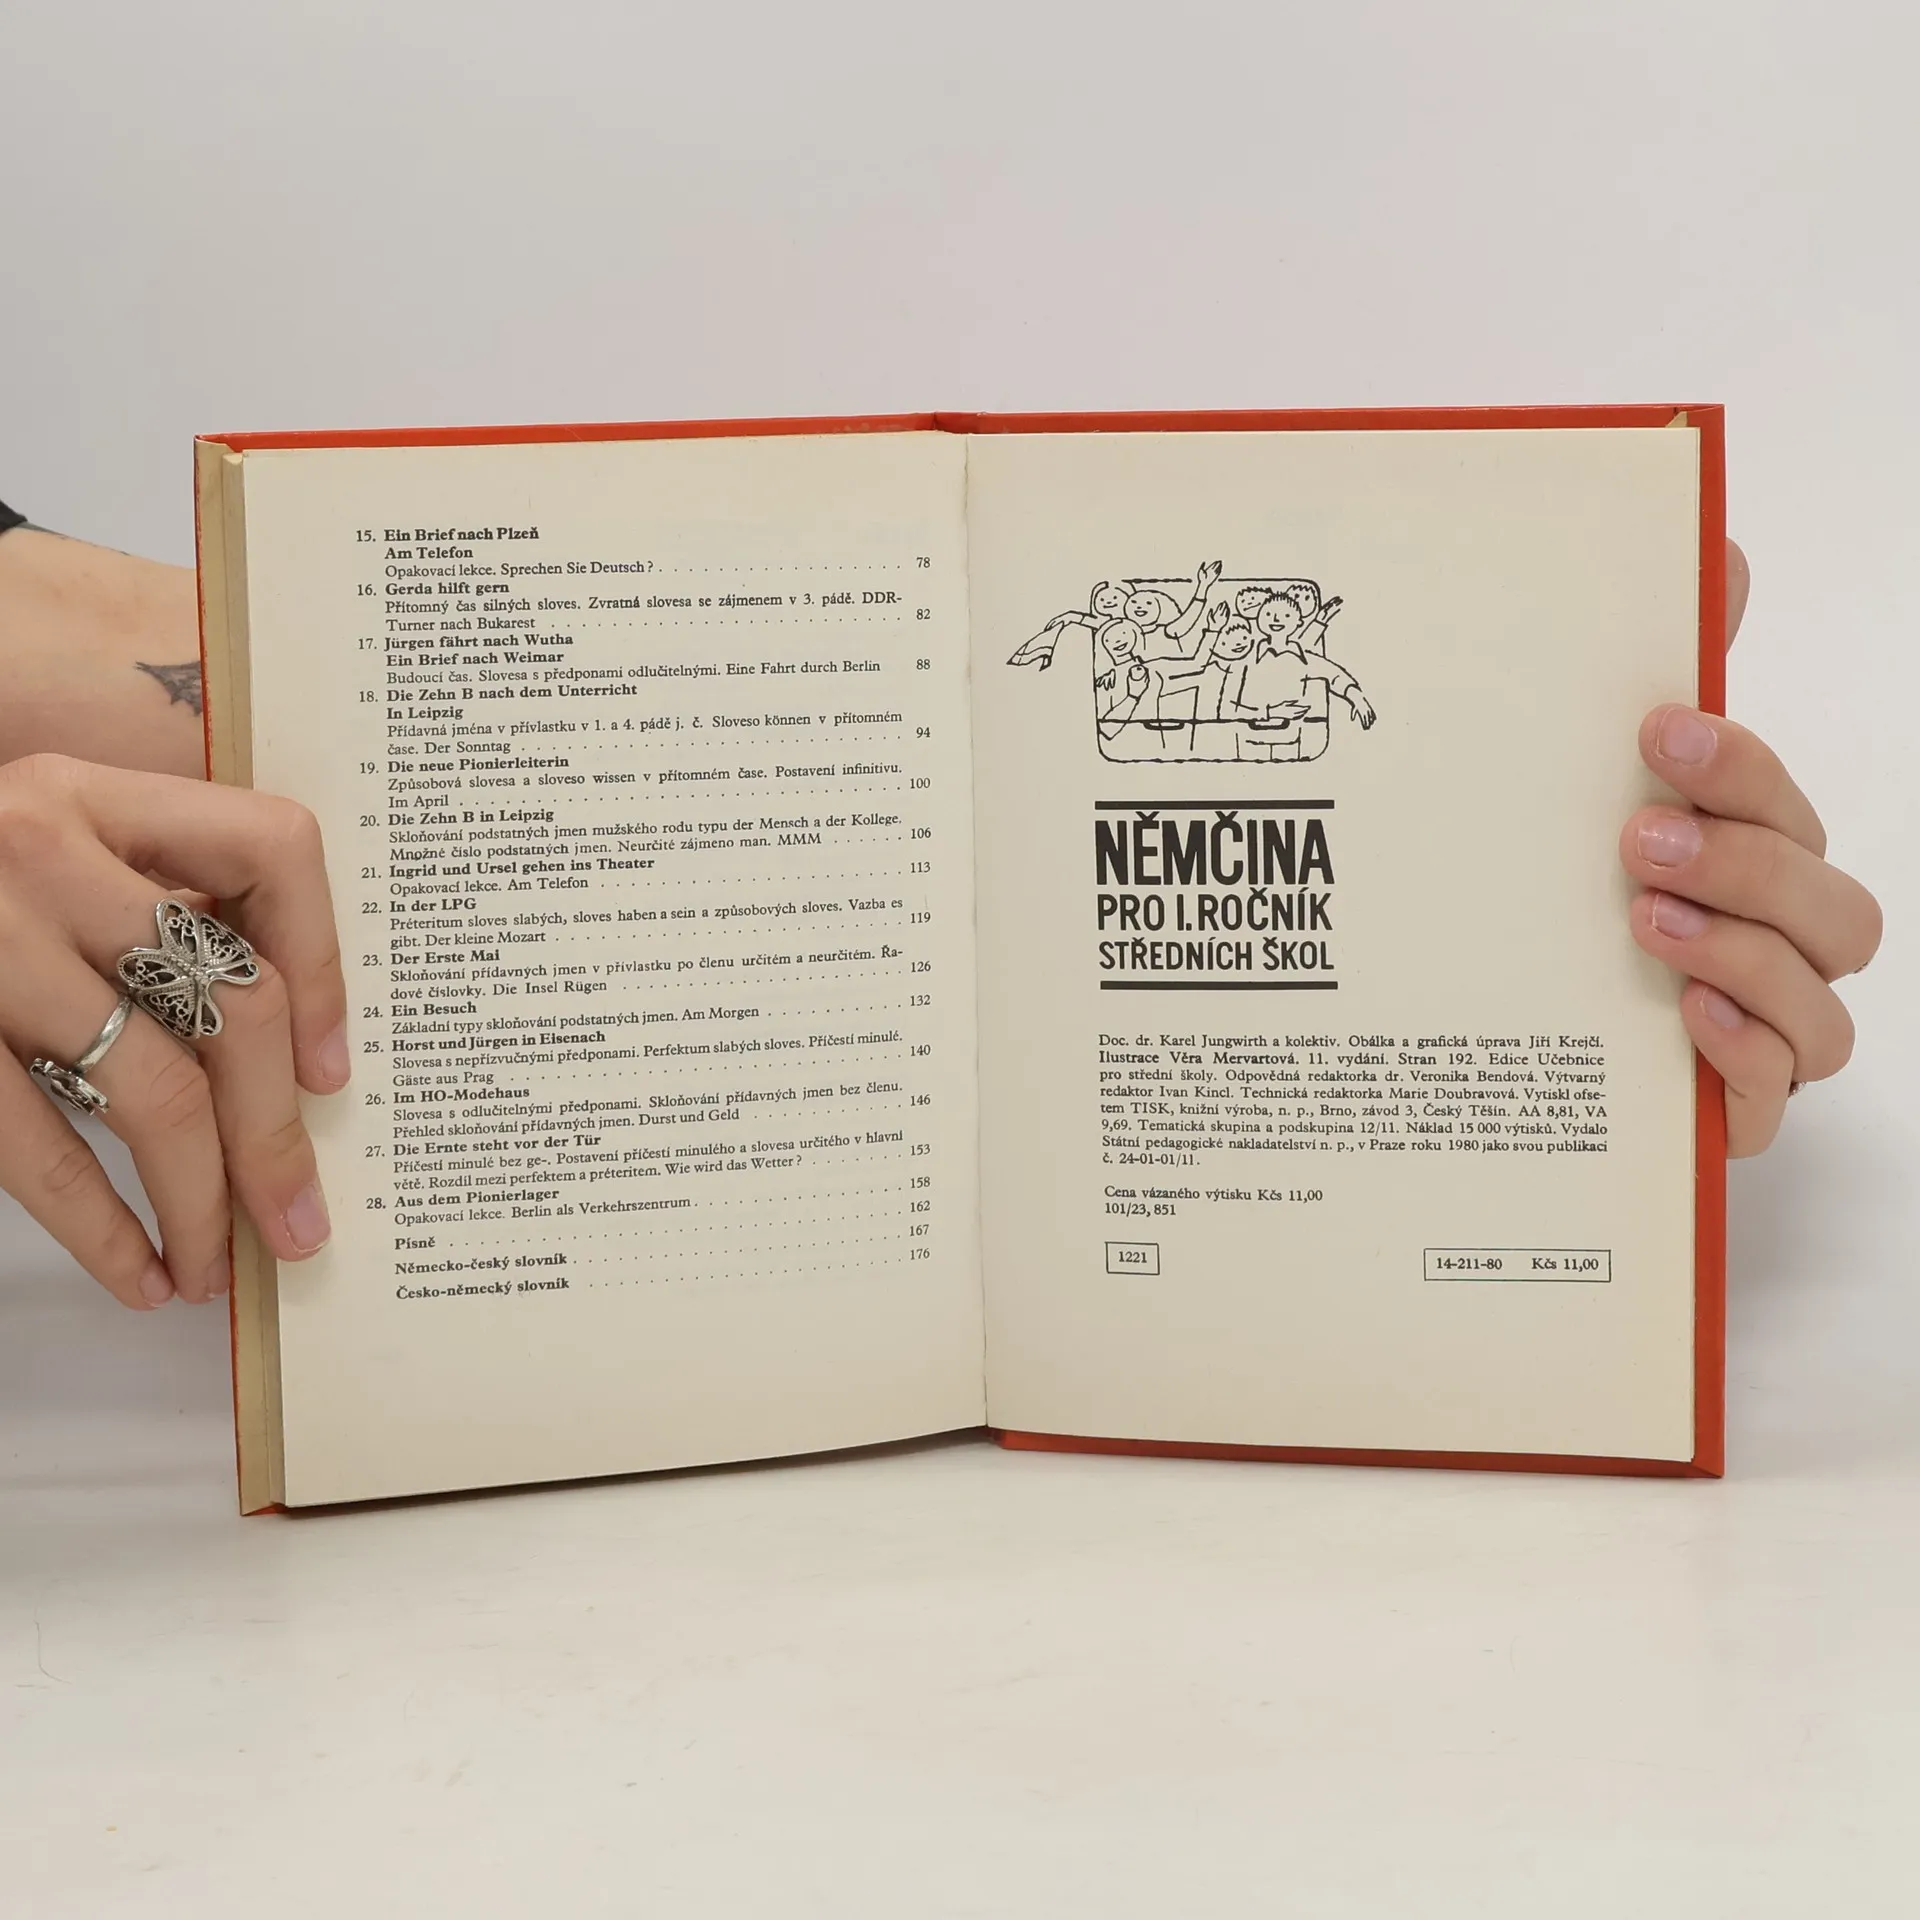 15. Ein Brief nach Plzeň
Am Telefon
Opakovací lekce. Sprechen Sie Deutsch? . . . . . . . . . . . . . . . . 78
16. Gerda hilft gern
Přítomný čas silných sloves. Zvratná slovesa se zájmenem v 3. pádě. DDR-
Turner nach Bukarest . . . . . . . . . . . . . . . . . . . . . . . 82
17. Jürgen fährt nach Wutha
Ein Brief nach Weimar
Budoucí čas. Slovesa s předponami odlučitelnými. Eine Fahrt durch Berlin 88
18. Die Zehn B nach dem Unterricht
In Leipzig
Přídavná jména v přívlastku v 1. a 4. pádě j. č. Sloveso können v přítomném
čase. Der Sonntag . . . . . . . . . . . . . . . . . . . . . . . . . 94
19. Die neue Pionierleiterin
Způsobová slovesa a sloveso wissen v přítomném čase. Postavení infinitivu.
Im April . . . . . . . . . . . . . . . . . . . . . . . . . . . . 100
20. Die Zehn B in Leipzig
Skloňování podstatných jmen mužského rodu typu der Mensch a der Kollege.
Množné číslo podstatných jmen. Neurčité zájmeno man. MMM . . . . . . 106
21. Ingrid und Ursel gehen ins Theater
Opakovací lekce. Am Telefon . . . . . . . . . . . . . . . . . . . . 113
22. In der LPG
Préteritum sloves slabých, sloves haben a sein a způsobových sloves. Vazba es
gibt. Der kleine Mozart . . . . . . . . . . . . . . . . . . . . . . 119
23. Der Erste Mai
Skloňování přídavných jmen v přívlastku po členu určitém a neurčitém. Řa-
dové číslovky. Die Insel Rügen . . . . . . . . . . . . . . . . . . . 126
24. Ein Besuch
Základní typy skloňování podstatných jmen. Am Morgen . . . . . . . . . 132
25. Horst und Jürgen in Eisenach
Slovesa s nepřízvučnými předponami. Perfektum slabých sloves. Příčestí minulé.
Gäste aus Prag . . . . . . . . . . . . . . . . . . . . . . . . . 140
26. Im HO-Modehaus
Slovesa s odlučitelnými předponami. Skloňování přídavných jmen bez členu.
Přehled skloňování přídavných jmen. Durst und Geld . . . . . . . . . . 146
27. Die Ernte steht vor der Tür
Příčestí minulé bez ge-. Postavení příčestí minulého a slovesa určitého v hlavní
větě. Rozdíl mezi perfektem a préteritem. Wie wird das Wetter? . . . . . . 153
28. Aus dem Pionierlager
Opakovací lekce. Berlin als Verkehrszentrum . . . . . . . . . . . . . 158
Písně . . . . . . . . . . . . . . . . . . . . . . . . . . . . . 162
Německo-český slovník . . . . . . . . . . . . . . . . . . . . . . 167
Česko-německý slovník . . . . . . . . . . . . . . . . . . . . . 176
NĚMČINA
PRO I. ROČNÍK
STŘEDNÍCH ŠKOL
Doc. dr. Karel Jungwirth a kolektiv. Obálka a grafická úprava Jiří Krejčí.
Ilustrace Věra Mervartová. 11. vydání. Stran 192. Edice Učebnice
pro střední školy. Odpovědná redaktorka dr. Veronika Bendová. Výtvarný
redaktor Ivan Kincl. Technická redaktorka Marie Doubravová. Vytiskl ofse-
tem TISK, knižní výroba, n. p., Brno, závod 3, Český Těšín. AA 8,81, VA
9,69. Tematická skupina a podskupina 12/11. Náklad 15 000 výtisků. Vydalo
Státní pedagogické nakladatelství n. p., v Praze roku 1980 jako svou publikaci
č. 24-01-01/11.
Cena vázaného výtisku Kčs 11,00
101/23, 851
1221
14-211-80 Kčs 11,00